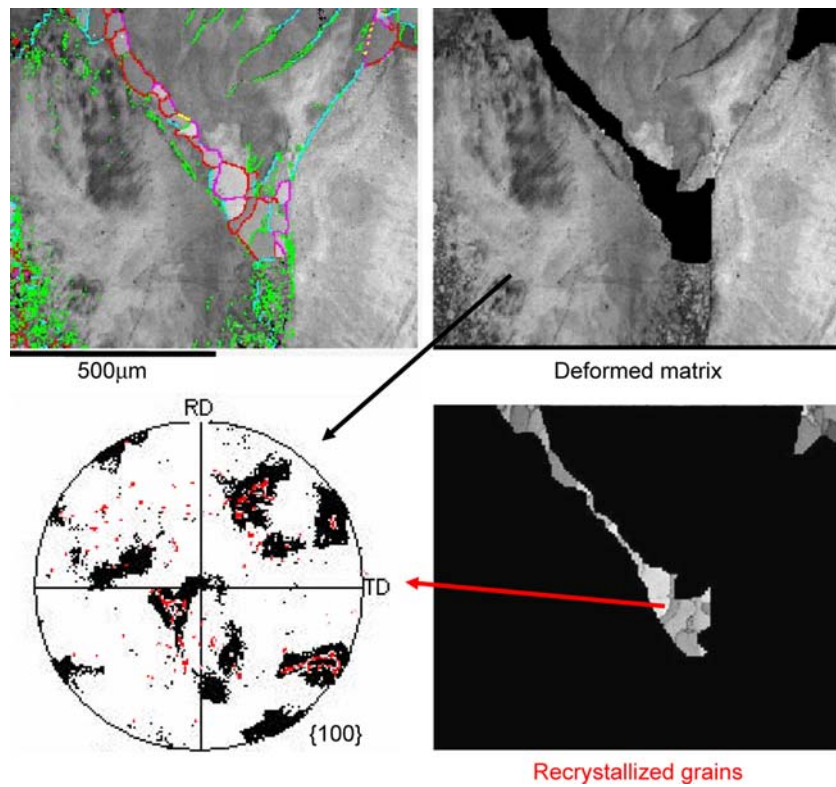 500μm
Deformed matrix
RD
TD
{100}
Recrystallized grains